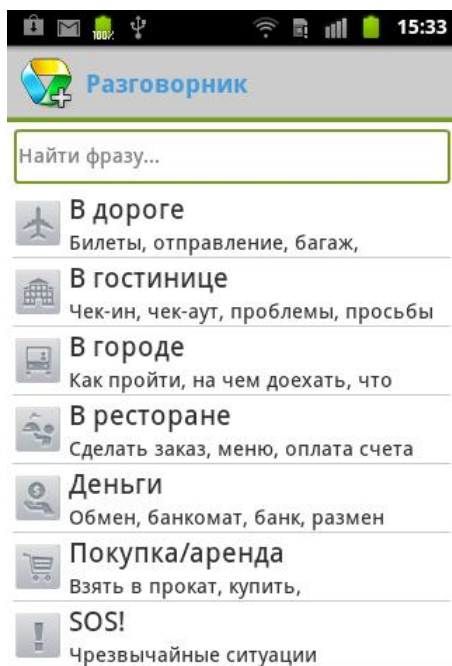 100%
15:33
Разговорник
Найти фразу...
В дороге
Билеты, отправление, багаж,
В гостинице
Чек-ин, чек-аут, проблемы, просьбы
В городе
Как пройти, на чем доехать, что
В ресторане
Сделать заказ, меню, оплата счета
Деньги
Обмен, банкомат, банк, размен
Покупка/аренда
Взять в прокат, купить,
SOS!
Чрезвычайные ситуации